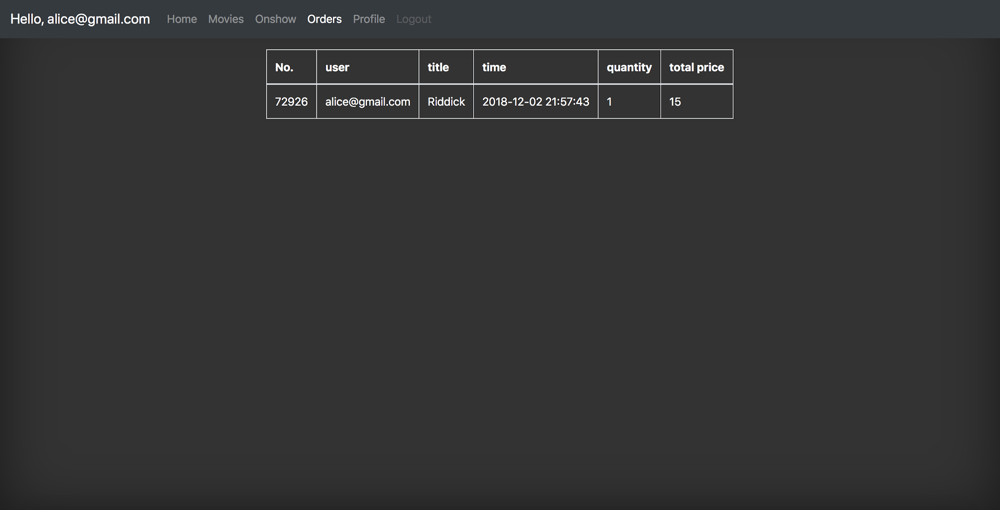 Hello, alice@gmail.com Home Movies Onshow Orders Profile Logout
No. user title time quantity total price
72926 alice@gmail.com Riddick 2018-12-02 21:57:43 1 15